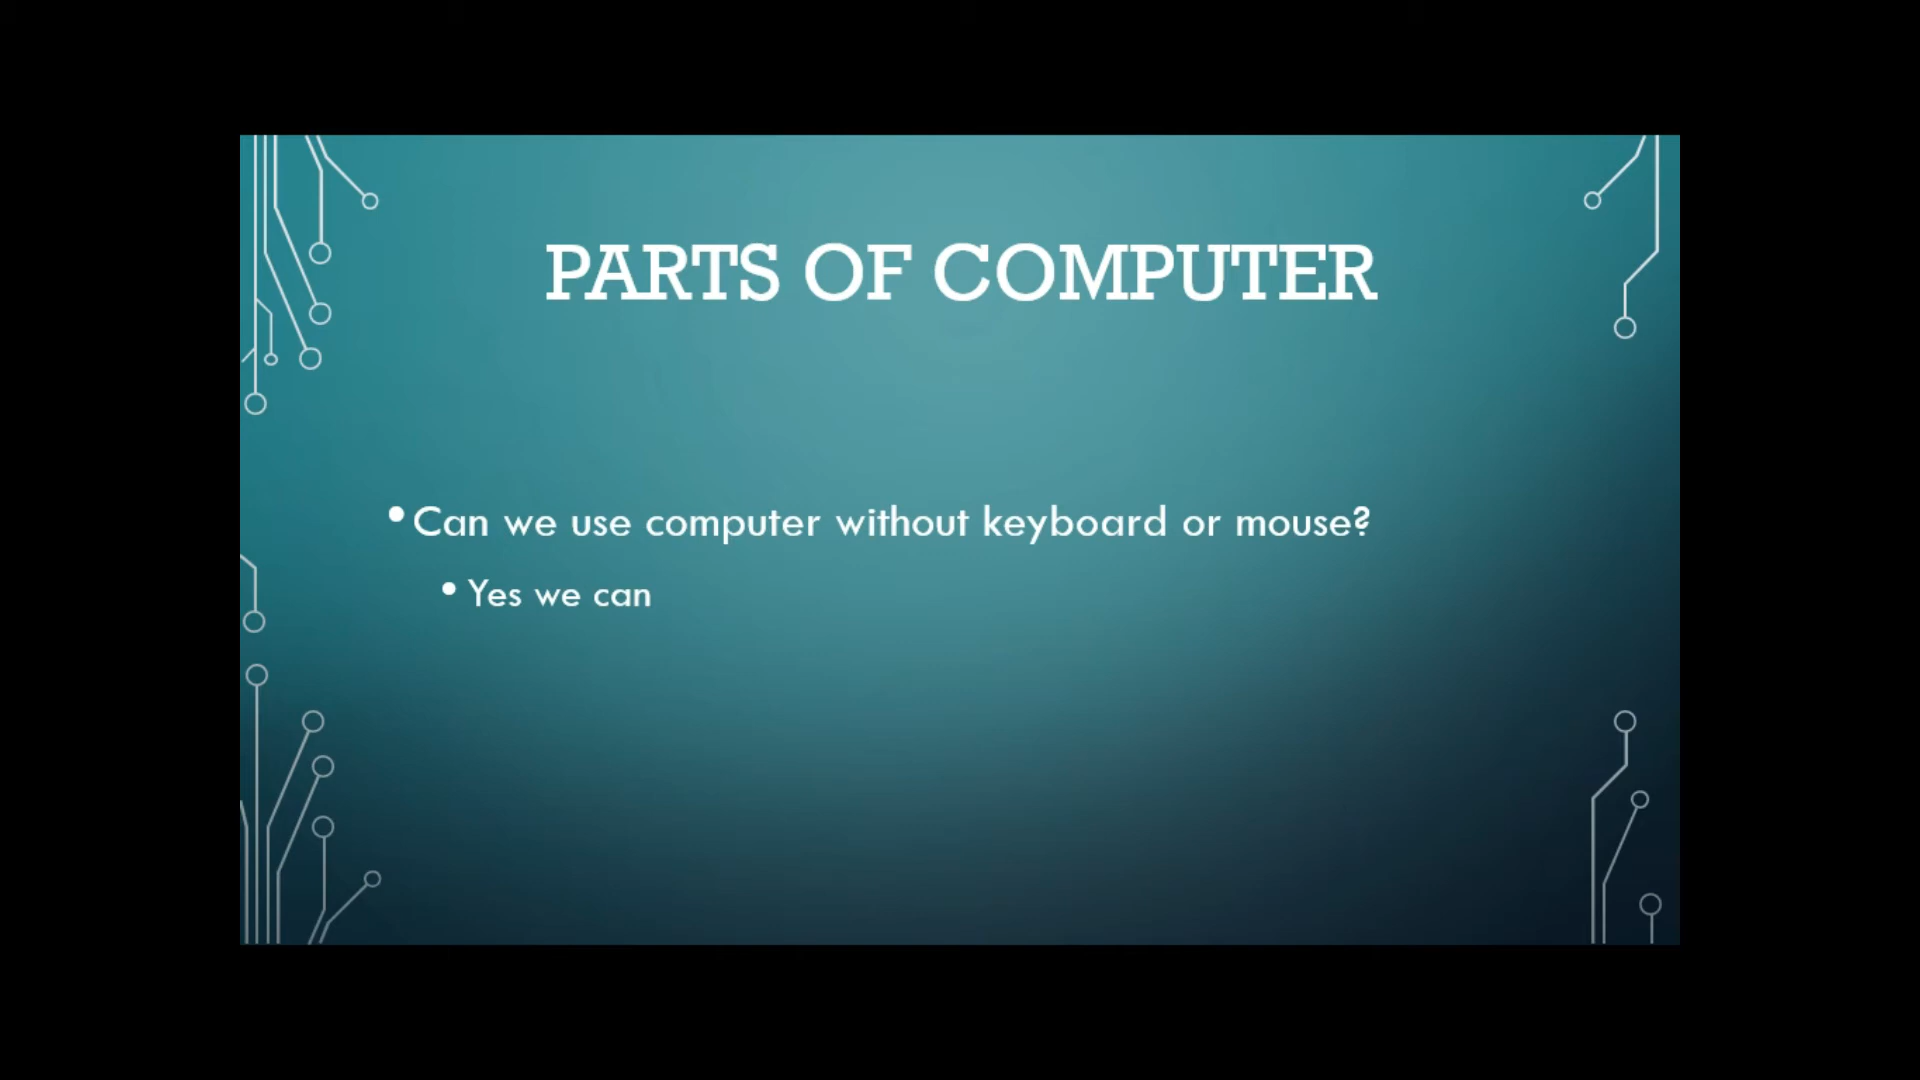 PARTS OF COMPUTER
• Can we use computer without keyboard or mouse?
• Yes we can